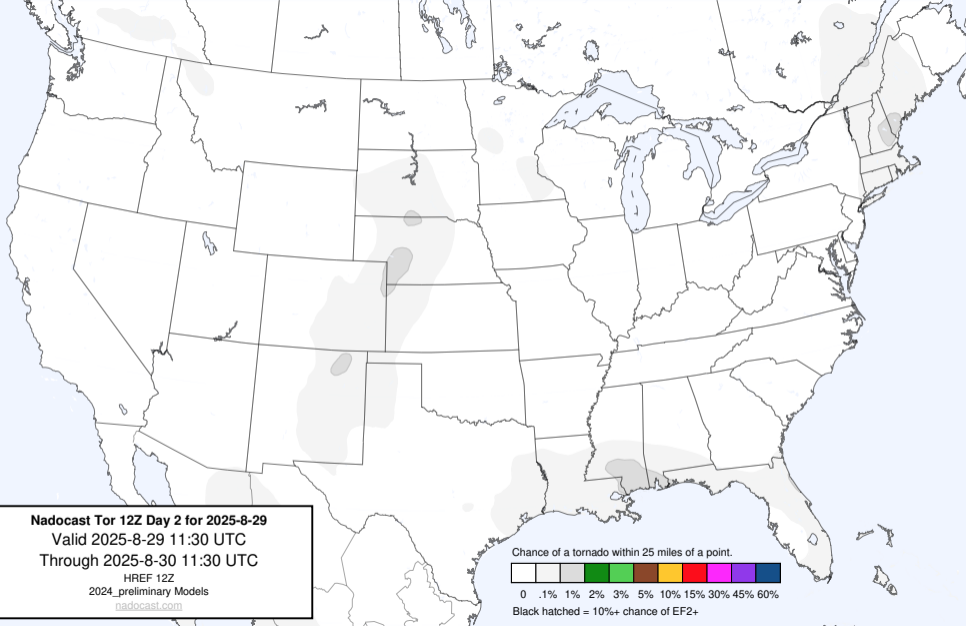 Nadocast Tor 12Z Day 2 for 2025-8-29
Valid 2025-8-29 11:30 UTC
Through 2025-8-30 11:30 UTC
HREF 12Z
2024_preliminary Models
nadocast.com
Chance of a tornado within 25 miles of a point.
0 .1% 1% 2% 3% 5% 10% 15% 30% 45% 60%
Black hatched = 10%+ chance of EF2+